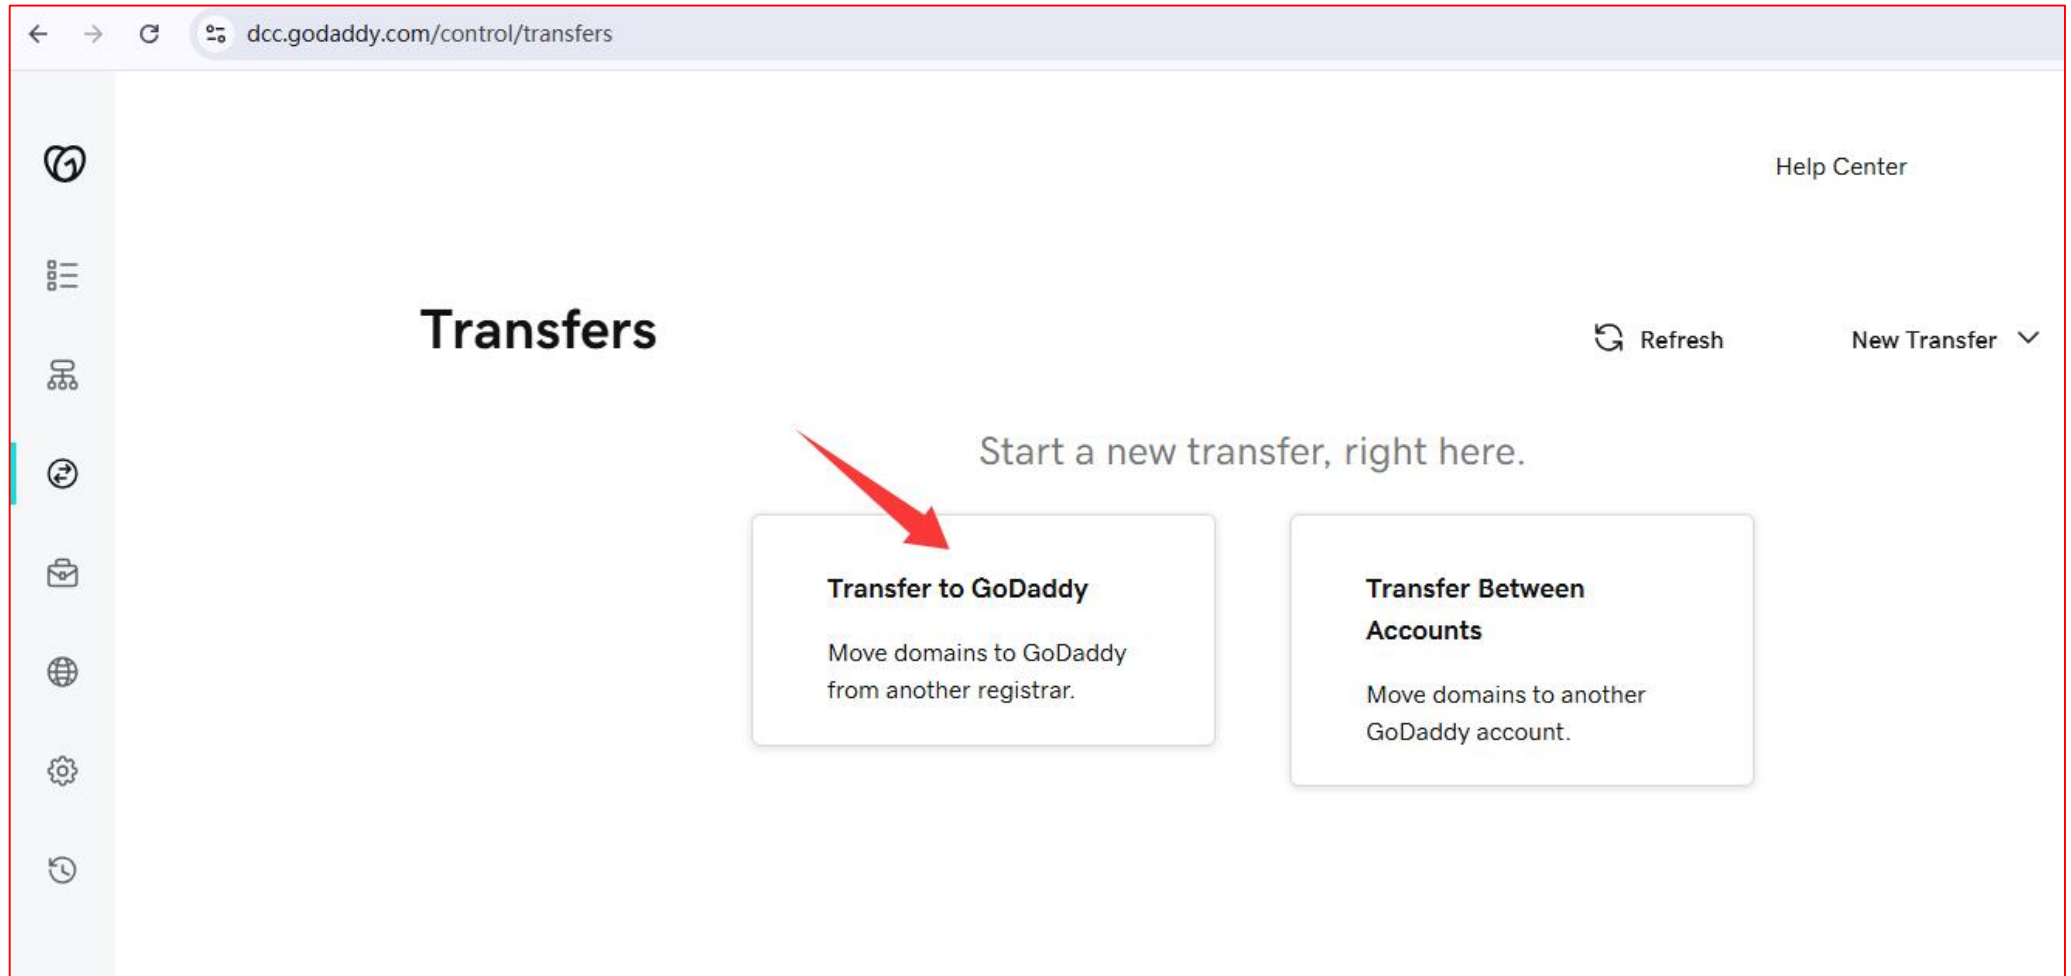 dcc.godaddy.com/control/transfers
Help Center
Transfers
Refresh
New Transfer
Start a new transfer, right here.
Transfer to GoDaddy
Move domains to GoDaddy
from another registrar.
Transfer Between
Accounts
Move domains to another
GoDaddy account.